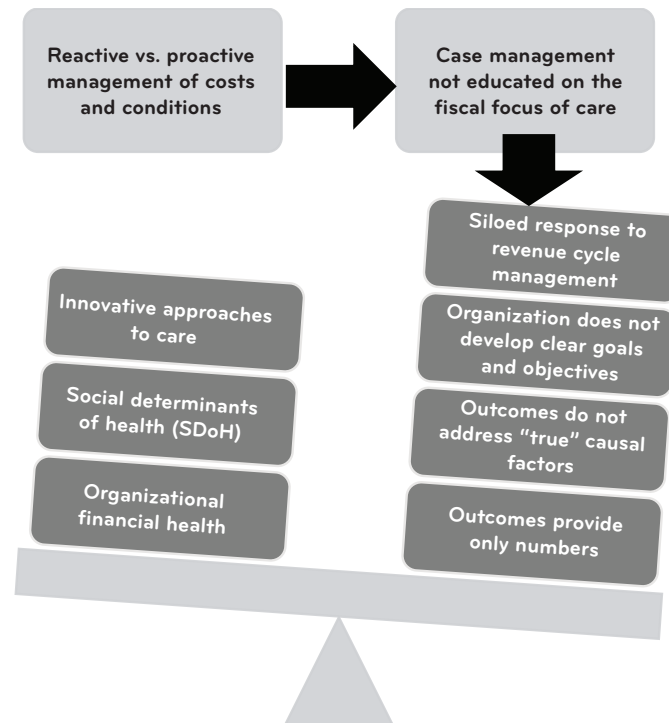 Reactive vs. proactive
management of costs
and conditions
Case management
not educated on the
fiscal focus of care
Innovative approaches
to care
Social determinants
of health (SDoH)
Organizational
financial health
Siloed response to
revenue cycle
management
Organization does not
develop clear goals
and objectives
Outcomes do not
address "true" causal
factors
Outcomes provide
only numbers